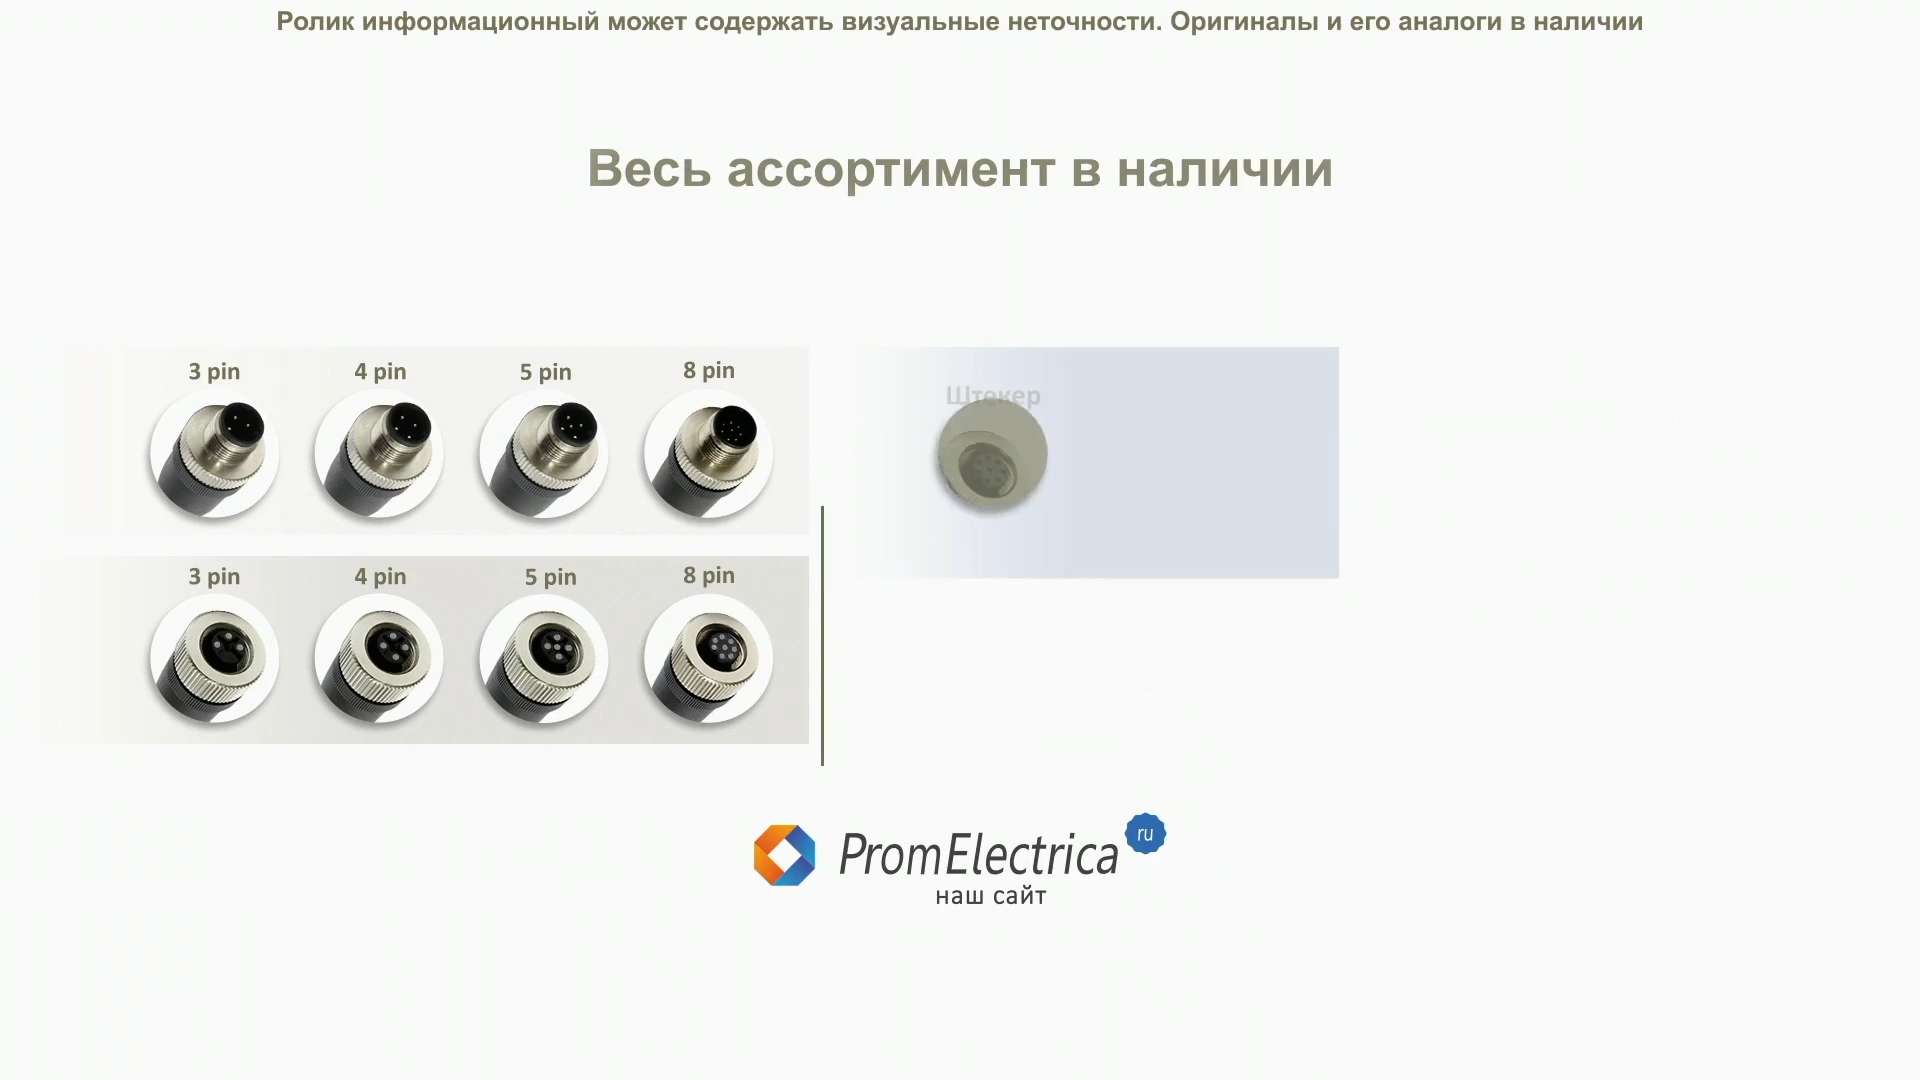 Ролик информационный может содержать визуальные неточности. Оригиналы и его аналоги в наличии
Весь ассортимент в наличии
3 pin 4 pin 5 pin 8 pin
Штекер
3 pin 4 pin 5 pin 8 pin
PromElectrica ru
наш сайт